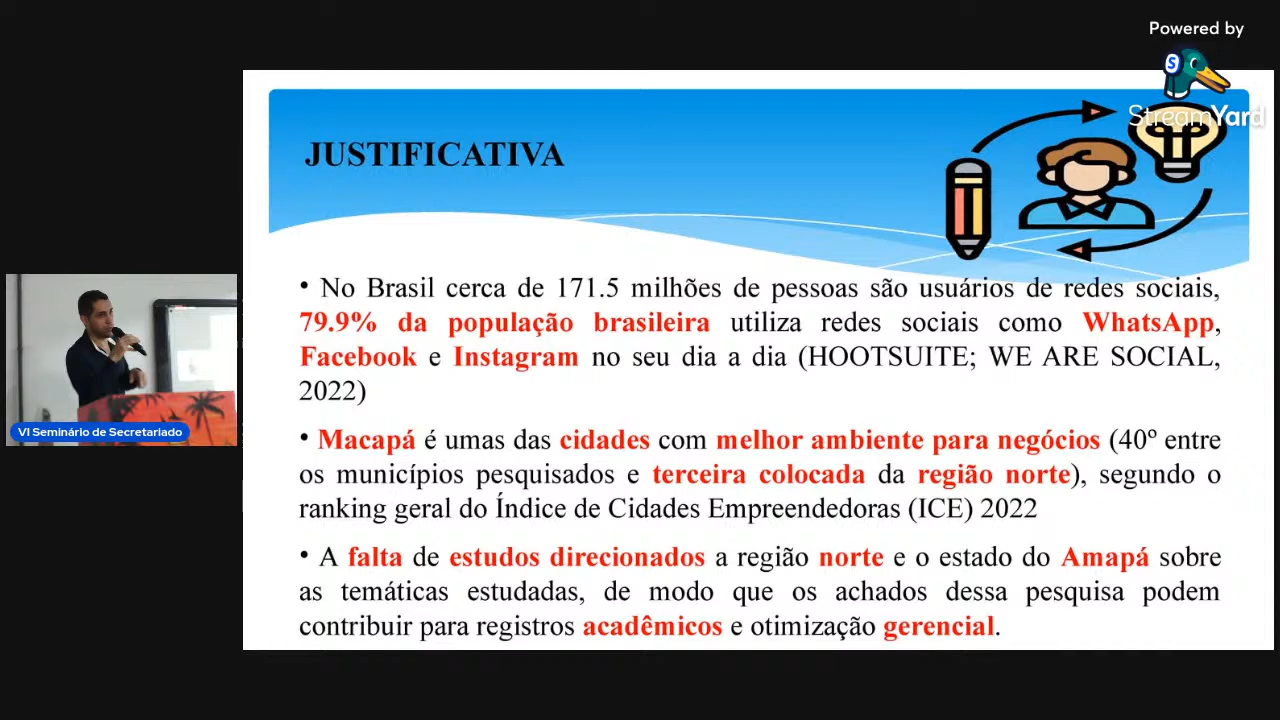 Powered by
S
StreamYard
JUSTIFICATIVA
• No Brasil cerca de 171.5 milhões de pessoas são usuários de redes sociais,
79.9% da população brasileira utiliza redes sociais como WhatsApp,
Facebook e Instagram no seu dia a dia (HOOTSUITE; WE ARE SOCIAL,
2022)
• Macapá é umas das cidades com melhor ambiente para negócios (40º entre
os municípios pesquisados e terceira colocada da região norte), segundo o
ranking geral do Índice de Cidades Empreendedoras (ICE) 2022
• A falta de estudos direcionados a região norte e o estado do Amapá sobre
as temáticas estudadas, de modo que os achados dessa pesquisa podem
contribuir para registros acadêmicos e otimização gerencial.
VI Seminário de Secretariado